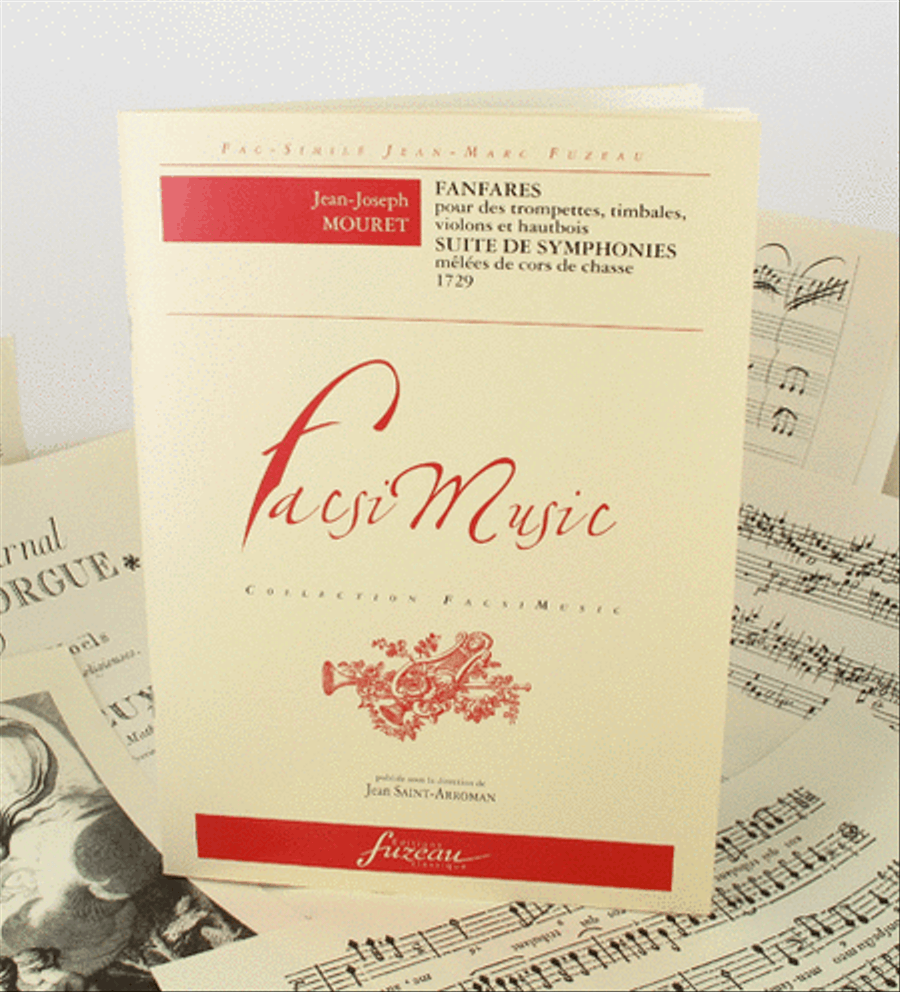 FAC-SIMILÉ JEAN-MARC FUZEAU
Jean-Joseph
MOURET
FANFARES
pour des trompettes, timbales,
violons et hautbois
SUITE DE SYMPHONIES
mêlées de cors de chasse
1729
FacsiMusic
COLLECTION FACSIMUSIC
publiée sous la direction de
Jean SAINT-ARROMAN
Editions
fuzeau
classique
rnal
ORGUE*